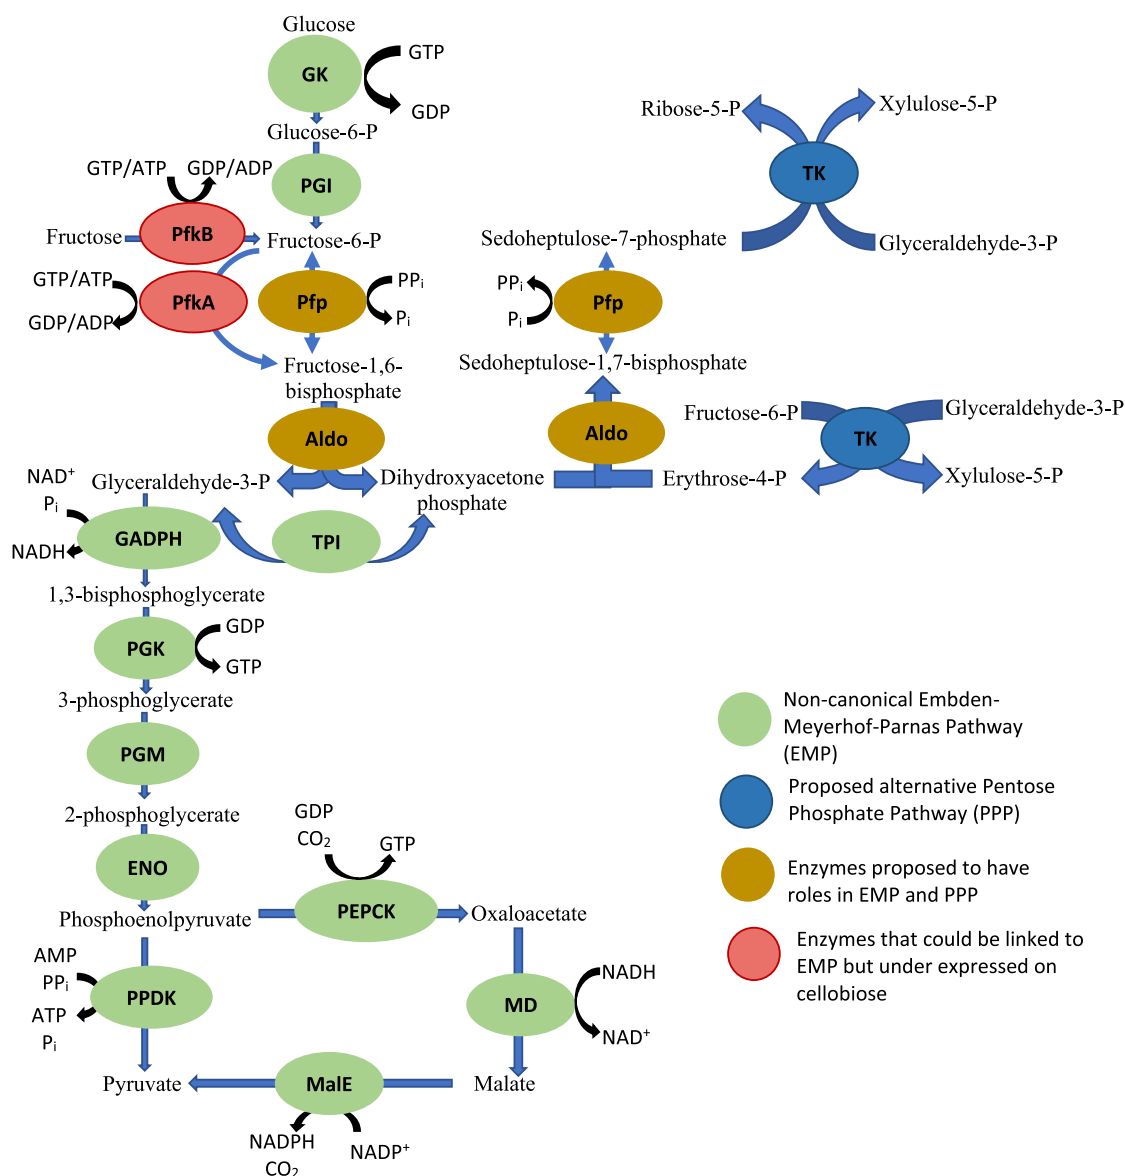 Glucose
GK
GTP
GDP
Glucose-6-P
GTP/ATP
GDP/ADP
PGI
Fructose
PfkB
Fructose-6-P
GTP/ATP
PfkA
GDP/ADP
Pfp
PPi
Pi
Fructose-1,6-
bisphosphate
Aldo
Glyceraldehyde-3-P
Dihydroxyacetone
phosphate
NAD+
Pi
NADH
GADPH
TPI
1,3-bisphosphoglycerate
PGK
GDP
GTP
3-phosphoglycerate
PGM
2-phosphoglycerate
ENO
Phosphoenolpyruvate
GDP
CO2
GTP
PEPCK
Oxaloacetate
AMP
PPi
ATP
Pi
PPDK
MD
NADH
NAD+
Pyruvate
MalE
Malate
NADPH
CO2
NADP+
Ribose-5-P
Xylulose-5-P
TK
Sedoheptulose-7-phosphate
Glyceraldehyde-3-P
PPi
Pi
Pfp
Sedoheptulose-1,7-bisphosphate
Aldo
Fructose-6-P
Glyceraldehyde-3-P
TK
Erythrose-4-P
Xylulose-5-P
Non-canonical Embden-
Meyerhof-Parnas Pathway
(EMP)
Proposed alternative Pentose
Phosphate Pathway (PPP)
Enzymes proposed to have
roles in EMP and PPP
Enzymes that could be linked to
EMP but under expressed on
cellobiose